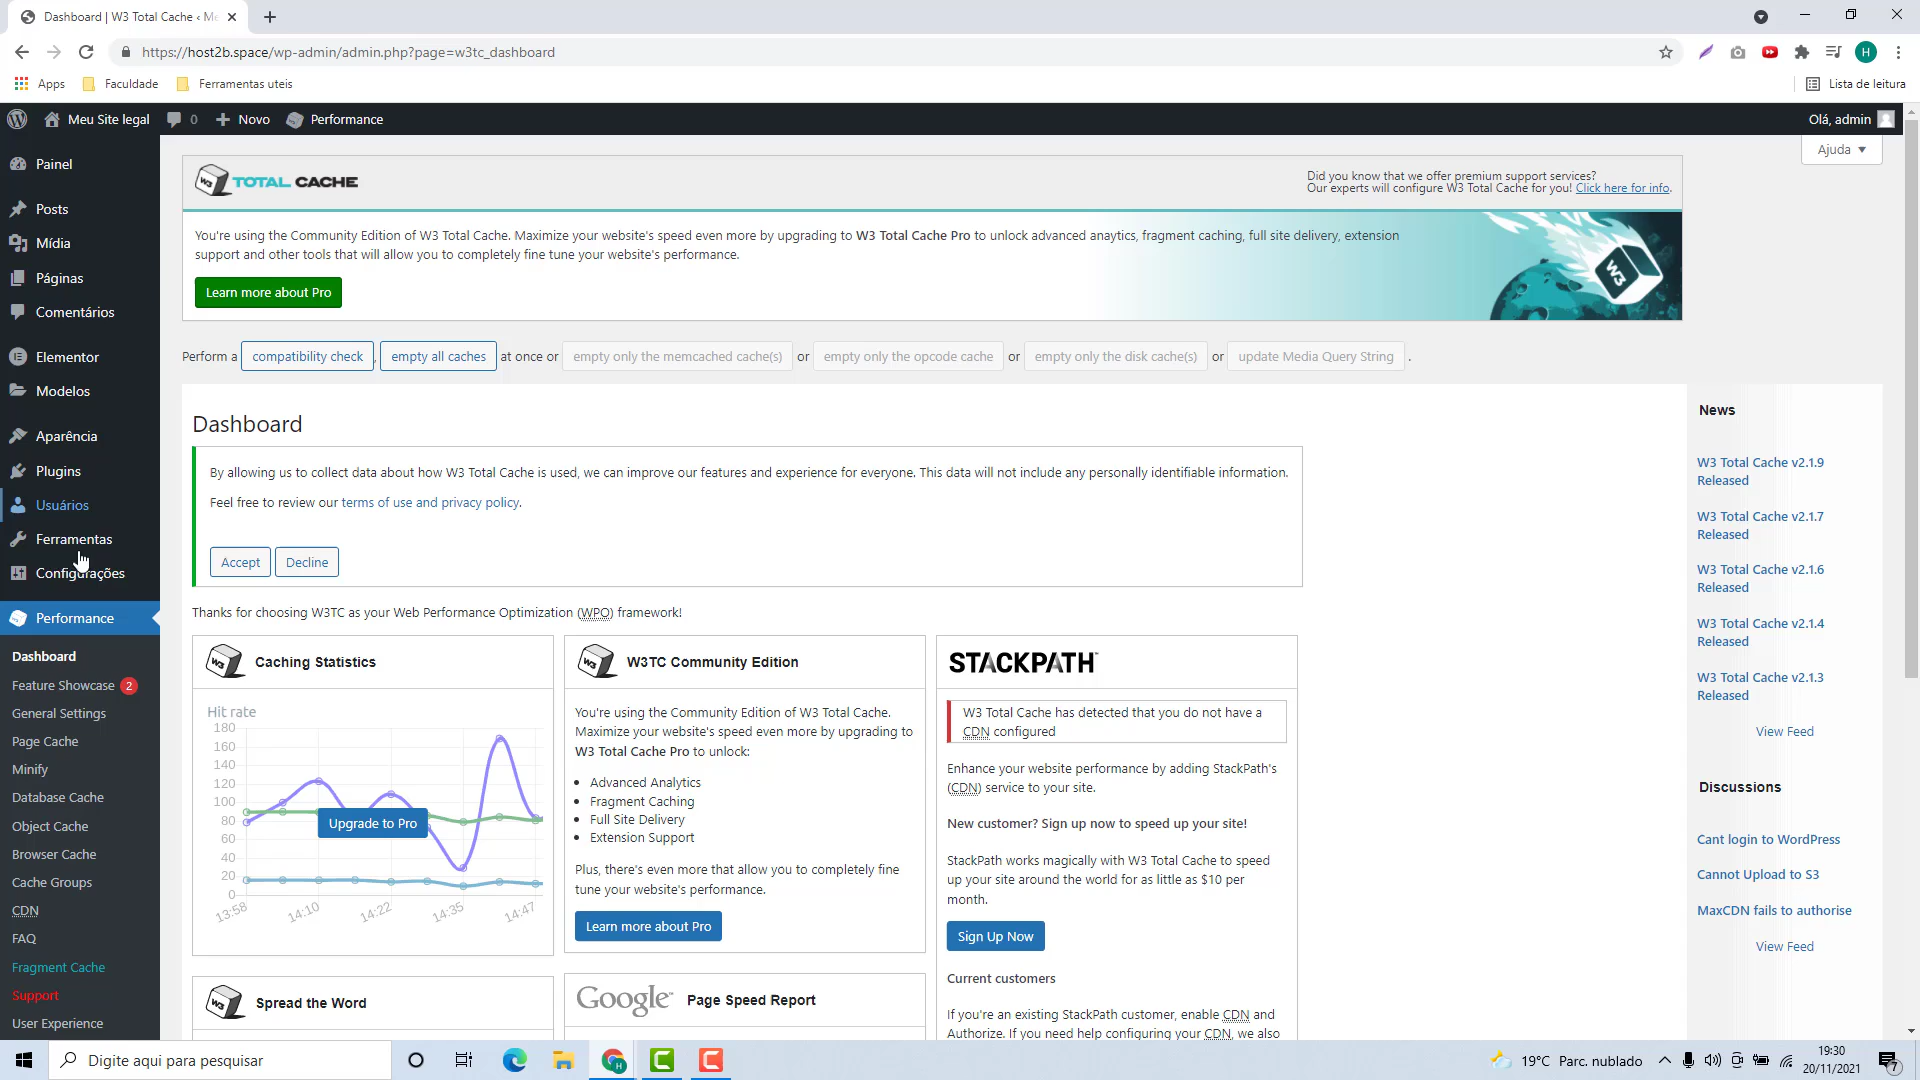 Dashboard | W3 Total Cache ‹ Me
https://host2b.space/wp-admin/admin.php?page=w3tc_dashboard
H
Apps
Faculdade
Ferramentas uteis
Lista de leitura
Meu Site legal
0
Novo
Performance
Olá, admin
Ajuda
Painel
Posts
Mídia
Páginas
Comentários
Elementor
Modelos
Aparência
Plugins
Usuários
Ferramentas
Configurações
Performance
Dashboard
Feature Showcase 2
General Settings
Page Cache
Minify
Database Cache
Object Cache
Browser Cache
Cache Groups
CDN
FAQ
Fragment Cache
Support
User Experience
W3 TOTAL CACHE
Did you know that we offer premium support services?
Our experts will configure W3 Total Cache for you! Click here for info.
You're using the Community Edition of W3 Total Cache. Maximize your website's speed even more by upgrading to W3 Total Cache Pro to unlock advanced anaytics, fragment caching, full site delivery, extension
support and other tools that will allow you to completely fine tune your website's performance.
Learn more about Pro
W3
Perform a compatibility check, empty all caches at once or empty only the memcached cache(s) or empty only the opcode cache or empty only the disk cache(s) or update Media Query String .
Dashboard
By allowing us to collect data about how W3 Total Cache is used, we can improve our features and experience for everyone. This data will not include any personally identifiable information.
Feel free to review our terms of use and privacy policy.
Accept
Decline
Thanks for choosing W3TC as your Web Performance Optimization (WPO) framework!
W3 Caching Statistics
Hit rate
180
160
140
120
100
80
60
40
20
0
13:58
14:10
14:22
14:35
14:47
Upgrade to Pro
W3 Spread the Word
W3 W3TC Community Edition
You're using the Community Edition of W3 Total Cache.
Maximize your website's speed even more by upgrading to
W3 Total Cache Pro to unlock:
Advanced Analytics
Fragment Caching
Full Site Delivery
Extension Support
Plus, there's even more that allow you to completely fine
tune your website's performance.
Learn more about Pro
Google™ Page Speed Report
STACKPATH
W3 Total Cache has detected that you do not have a
CDN configured
Enhance your website performance by adding StackPath's
(CDN) service to your site.
New customer? Sign up now to speed up your site!
StackPath works magically with W3 Total Cache to speed
up your site around the world for as little as $10 per
month.
Sign Up Now
Current customers
If you're an existing StackPath customer, enable CDN and
Authorize. If you need help configuring your CDN, we also
News
W3 Total Cache v2.1.9
Released
W3 Total Cache v2.1.7
Released
W3 Total Cache v2.1.6
Released
W3 Total Cache v2.1.4
Released
W3 Total Cache v2.1.3
Released
View Feed
Discussions
Cant login to WordPress
Cannot Upload to S3
MaxCDN fails to authorise
View Feed
Digite aqui para pesquisar
19°C Parc. nublado
19:30
20/11/2021
7